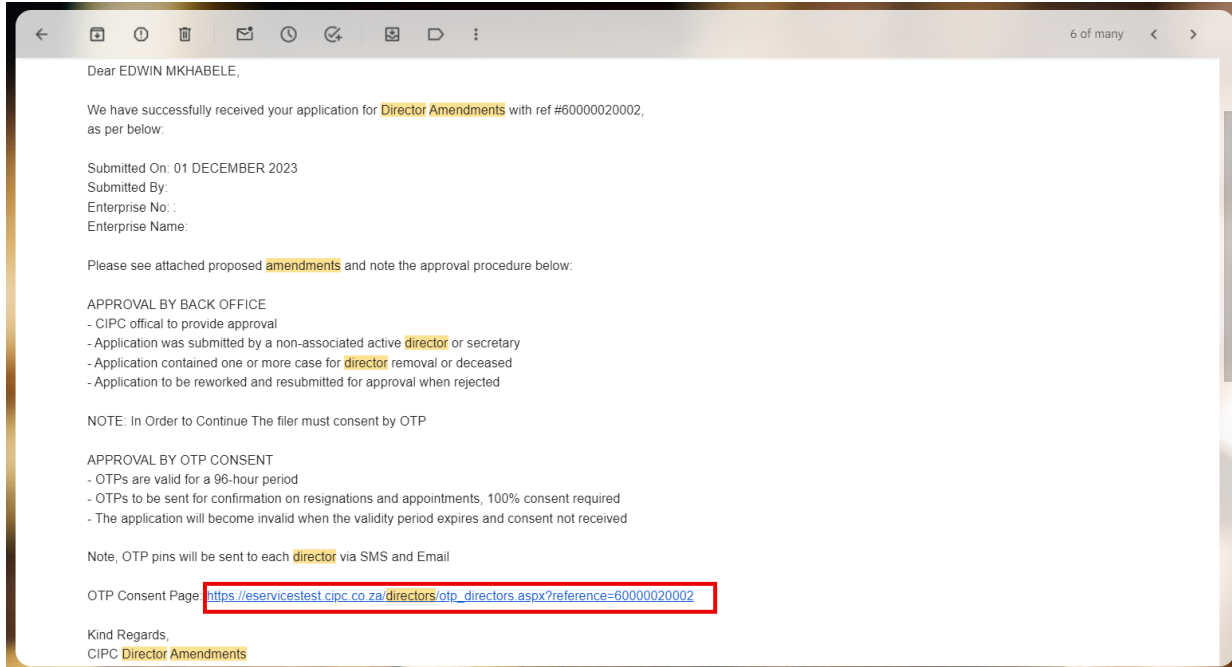 6 of many
Dear EDWIN MKHABELE,
We have successfully received your application for Director Amendments with ref #60000020002,
as per below:
Submitted On: 01 DECEMBER 2023
Submitted By:
Enterprise No: :
Enterprise Name:
Please see attached proposed amendments and note the approval procedure below:
APPROVAL BY BACK OFFICE
- CIPC offical to provide approval
- Application was submitted by a non-associated active director or secretary
- Application contained one or more case for director removal or deceased
- Application to be reworked and resubmitted for approval when rejected
NOTE: In Order to Continue The filer must consent by OTP
APPROVAL BY OTP CONSENT
- OTPs are valid for a 96-hour period
- OTPs to be sent for confirmation on resignations and appointments, 100% consent required
- The application will become invalid when the validity period expires and consent not received
Note, OTP pins will be sent to each director via SMS and Email
OTP Consent Page: https://eservicestest.cipc.co.za/directors/otp_directors.aspx?reference=60000020002
Kind Regards,
CIPC Director Amendments